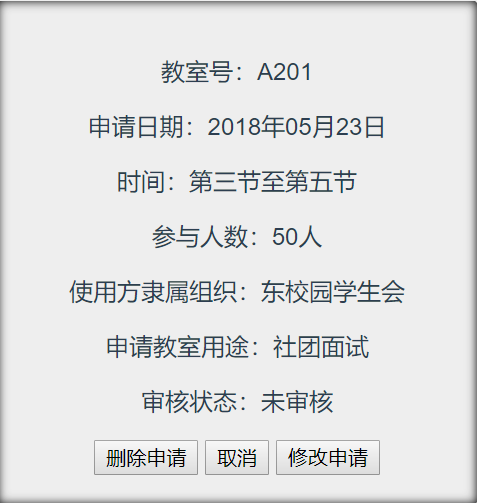 教室号：A201
申请日期：2018年05月23日
时间：第三节至第五节
参与人数：50人
使用方隶属组织：东校园学生会
申请教室用途：社团面试
审核状态：未审核
删除申请 取消 修改申请